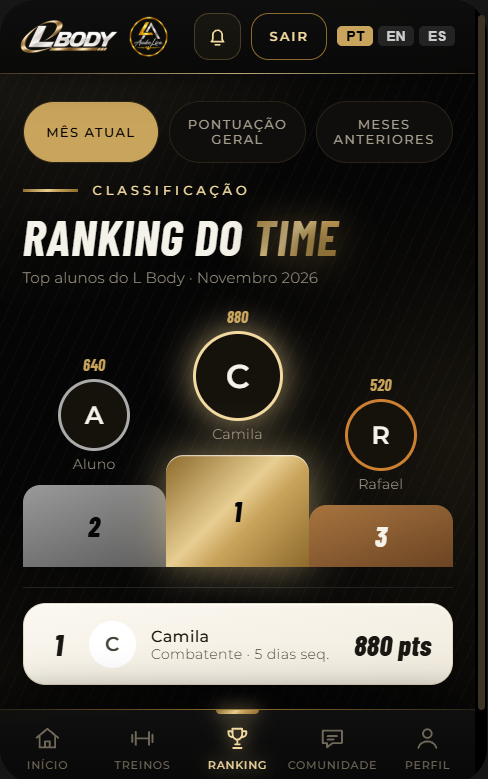 LBODY
SAIR
PT EN ES
MÊS ATUAL
PONTUAÇÃO
GERAL
MESES
ANTERIORES
CLASSIFICAÇÃO
RANKING DO TIME
Top alunos do L Body · Novembro 2026
880
C
Camila
640
A
Aluno
520
R
Rafael
2
1
3
1
C
Camila
Combatente · 5 dias seq.
880 pts
INÍCIO
TREINOS
RANKING
COMUNIDADE
PERFIL